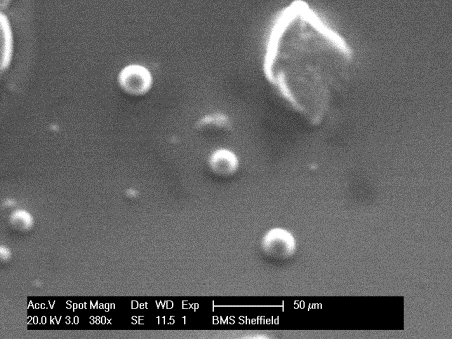 Acc.V Spot Magn Det WD Exp 50 µm
20.0 kV 3.0 380x SE 11.5 1 BMS Sheffield